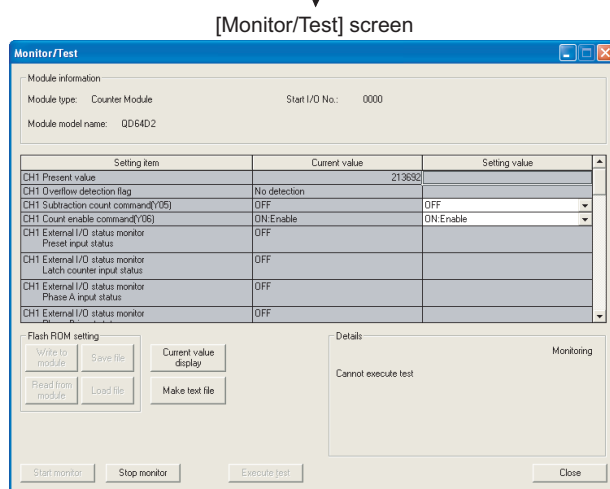 [Monitor/Test] screen
Monitor/Test
Module information
Module type: Counter Module Start I/O No.: 0000
Module model name: QD64D2
Setting item Current value Setting value
CH1 Present value 213692
CH1 Overflow detection flag No detection
CH1 Subtraction count command(Y05) OFF OFF
CH1 Count enable command(Y06) ON:Enable ON:Enable
CH1 External I/O status monitor OFF
Preset input status
CH1 External I/O status monitor OFF
Latch counter input status
CH1 External I/O status monitor OFF
Phase A input status
CH1 External I/O status monitor OFF
Flash ROM setting
Write to module
Save file
Current value display
Read from module
Load file
Make text file
Details
Monitoring
Cannot execute test
Start monitor Stop monitor Execute test Close